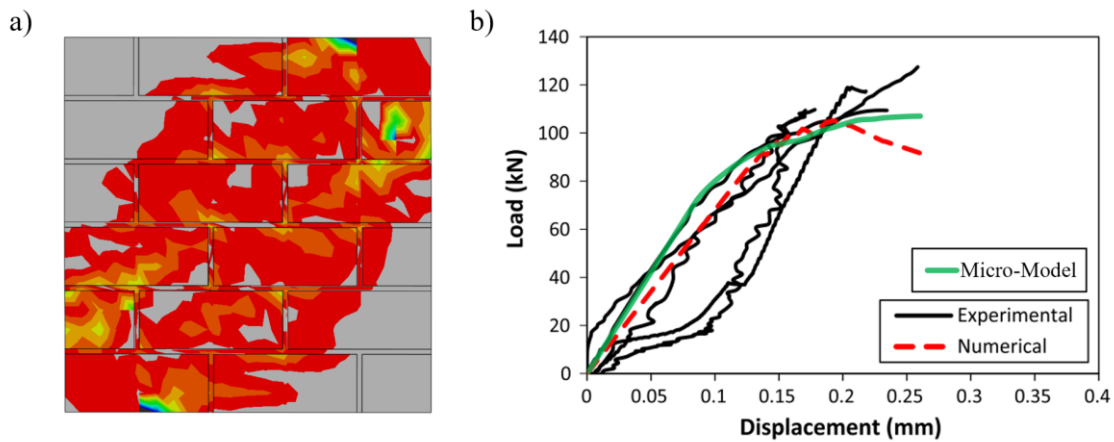 a)
b)
140
120
100
80
60
40
20
0
Load (kN)
Micro-Model
Experimental
Numerical
0 0.05 0.1 0.15 0.2 0.25 0.3 0.35 0.4
Displacement (mm)